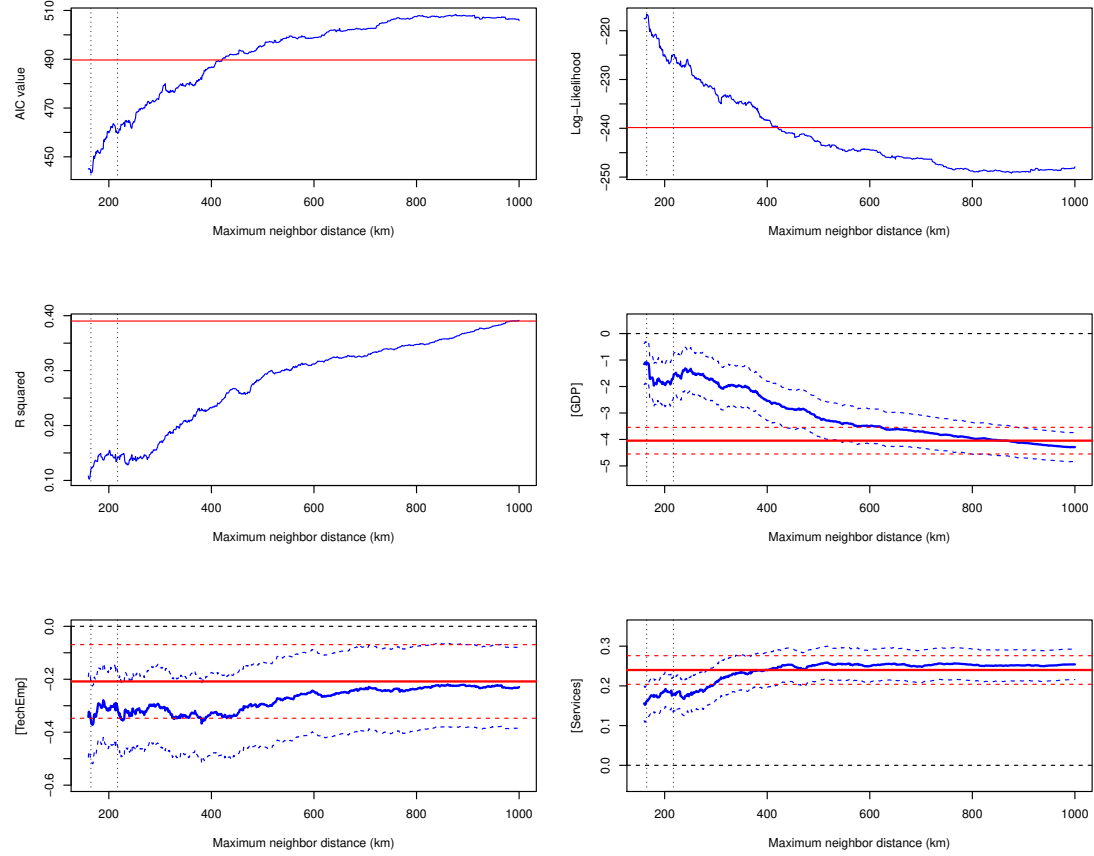 AIC value
510
490
470
450
200 400 600 800 1000
Maximum neighbor distance (km)
Log−Likelihood
−220
−240
−250
200 400 600 800 1000
Maximum neighbor distance (km)
R squared
0.40
0.30
0.20
0.10
200 400 600 800 1000
Maximum neighbor distance (km)
[GDP]
0
−1
−2
−3
−4
−5
200 400 600 800 1000
Maximum neighbor distance (km)
[TechEmp]
0.0
−0.2
−0.4
−0.6
200 400 600 800 1000
Maximum neighbor distance (km)
[Services]
0.3
0.2
0.1
0.0
200 400 600 800 1000
Maximum neighbor distance (km)